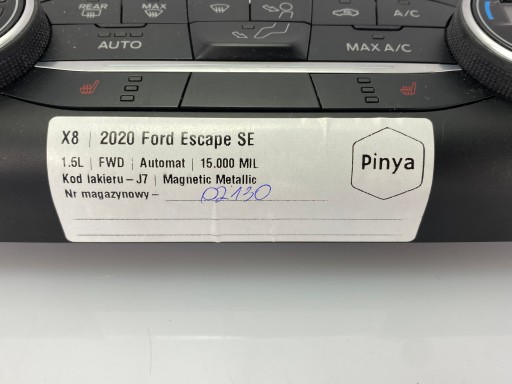 REAR MAX A/C
AUTO MAX A/C
X8 | 2020 Ford Escape SE
1.5L | FWD | Automat | 15.000 MIL
Kod lakieru – J7 | Magnetic Metallic
Nr magazynowy – 02130
Pinya